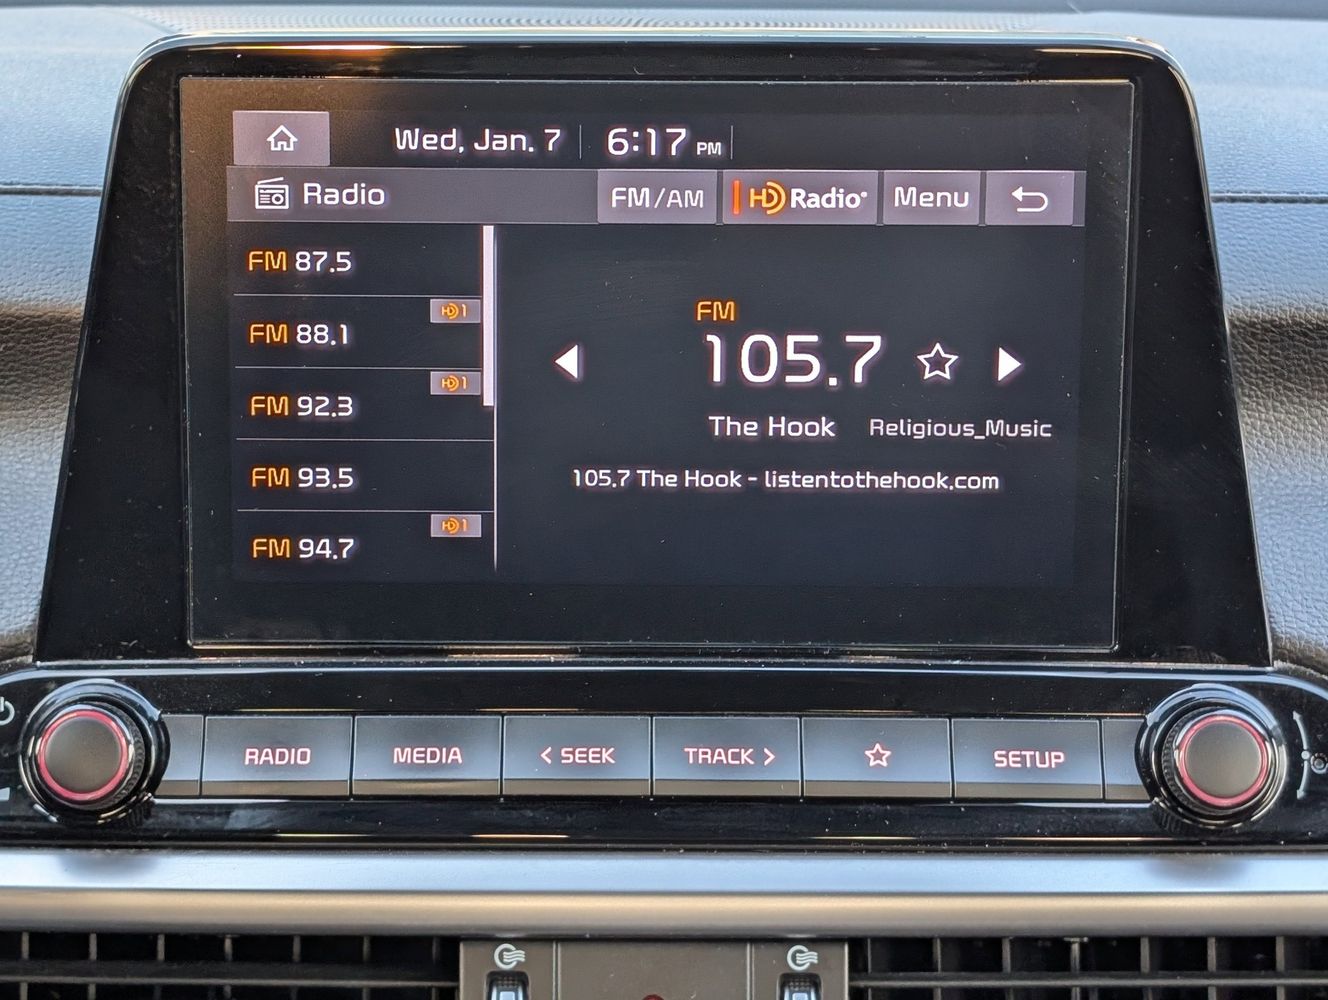 Wed, Jan. 7 6:17 PM
Radio FM/AM HD Radio Menu
FM 87.5
HD1
FM 88.1
HD1
FM 92.3
FM 93.5
HD1
FM 94.7
FM
105.7
The Hook Religious_Music
105.7 The Hook - listentothehook.com
RADIO MEDIA < SEEK TRACK > SETUP